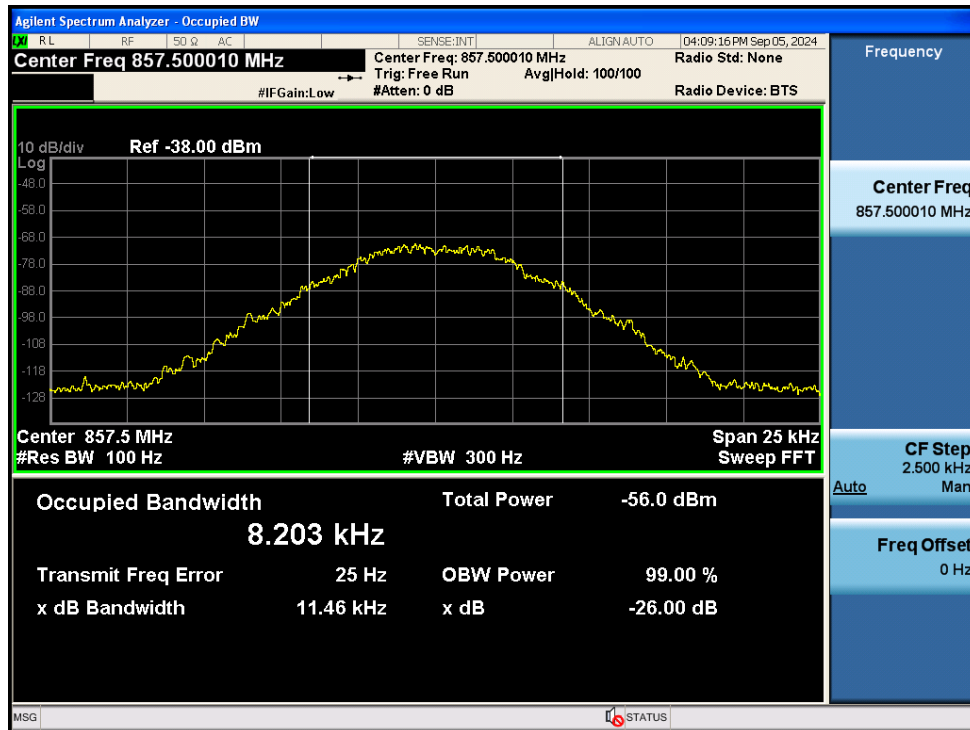 Agilent Spectrum Analyzer - Occupied BW
LXI RL RF 50 Ω AC SENSE:INT ALIGN AUTO 04:09:16 PM Sep 05, 2024
Center Freq 857.500010 MHz
Center Freq: 857.500010 MHz Radio Std: None
Trig: Free Run Avg|Hold: 100/100
#IFGain:Low #Atten: 0 dB Radio Device: BTS
10 dB/div Ref -38.00 dBm
Log
-48.0
-58.0
-68.0
-78.0
-88.0
-98.0
-108
-118
-128
Center 857.5 MHz Span 25 kHz
#Res BW 100 Hz #VBW 300 Hz Sweep FFT
Occupied Bandwidth Total Power -56.0 dBm
8.203 kHz
Transmit Freq Error 25 Hz OBW Power 99.00 %
x dB Bandwidth 11.46 kHz x dB -26.00 dB
MSG STATUS
Frequency
Center Freq
857.500010 MHz
CF Step
2.500 kHz
Auto Man
Freq Offset
0 Hz